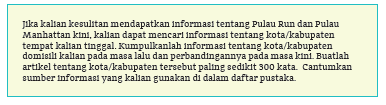 Jika kalian kesulitan mendapatkan informasi tentang Pulau Run dan Pulau
Manhattan kini, kalian dapat mencari informasi tentang kota/kabupaten
tempat kalian tinggal. Kumpulkanlah informasi tentang kota/kabupaten
domisili kalian pada masa lalu dan perbandingannya pada masa kini. Buatlah
artikel tentang kota/kabupaten tersebut paling sedikit 300 kata. Cantumkan
sumber informasi yang kalian gunakan di dalam daftar pustaka.